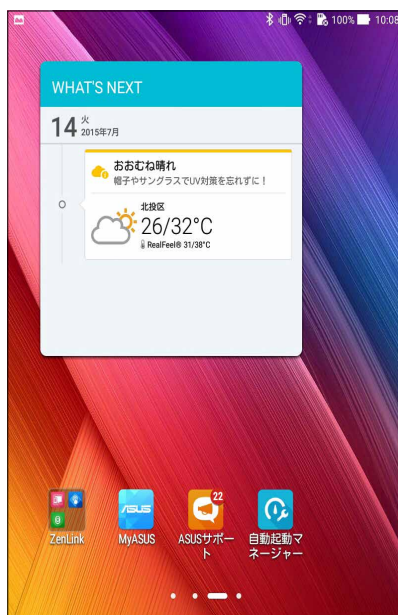 100% 10:08
WHAT'S NEXT
14 火
2015年7月
おおむね晴れ
帽子やサングラスでUV対策を忘れずに！
北投区
26/32°C
RealFeel® 31/38°C
22
/SUS
ZenLink MyASUS ASUSサポー 自動起動マ
ト ネージャー